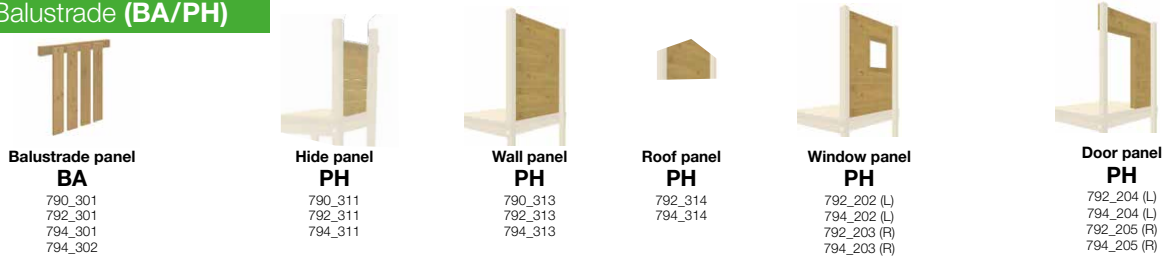 Balustrade (BA/PH)
Balustrade panel
BA
790_301
792_301
794_301
794_302
Hide panel
PH
790_311
792_311
794_311
Wall panel
PH
790_313
792_313
794_313
Roof panel
PH
792_314
794_314
Window panel
PH
792_202 (L)
794_202 (L)
792_203 (R)
794_203 (R)
Door panel
PH
792_204 (L)
794_204 (L)
792_205 (R)
794_205 (R)